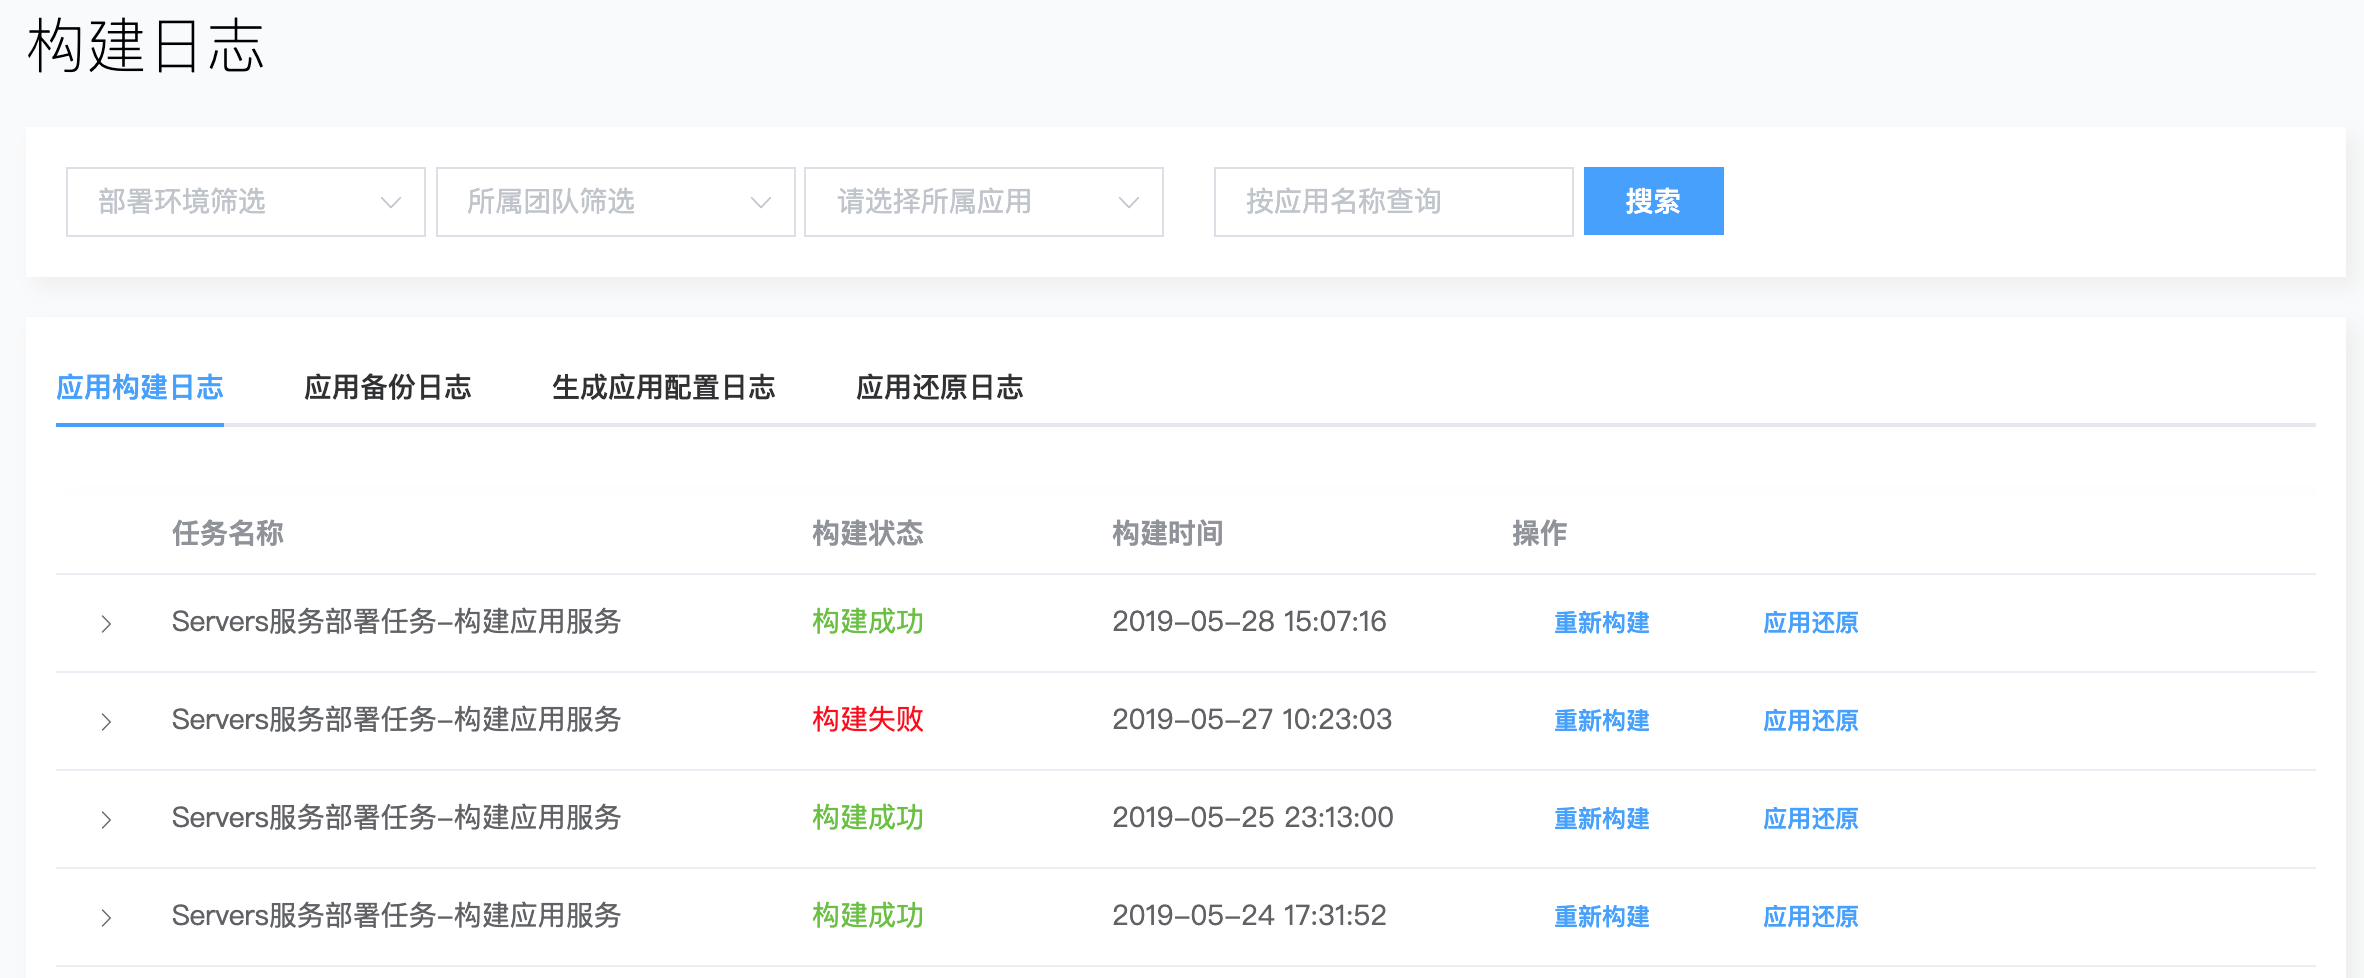 构建日志
部署环境筛选 所属团队筛选 请选择所属应用 按应用名称查询 搜索
应用构建日志 应用备份日志 生成应用配置日志 应用还原日志
任务名称 构建状态 构建时间 操作
Servers服务部署任务-构建应用服务 构建成功 2019-05-28 15:07:16 重新构建 应用还原
Servers服务部署任务-构建应用服务 构建失败 2019-05-27 10:23:03 重新构建 应用还原
Servers服务部署任务-构建应用服务 构建成功 2019-05-25 23:13:00 重新构建 应用还原
Servers服务部署任务-构建应用服务 构建成功 2019-05-24 17:31:52 重新构建 应用还原